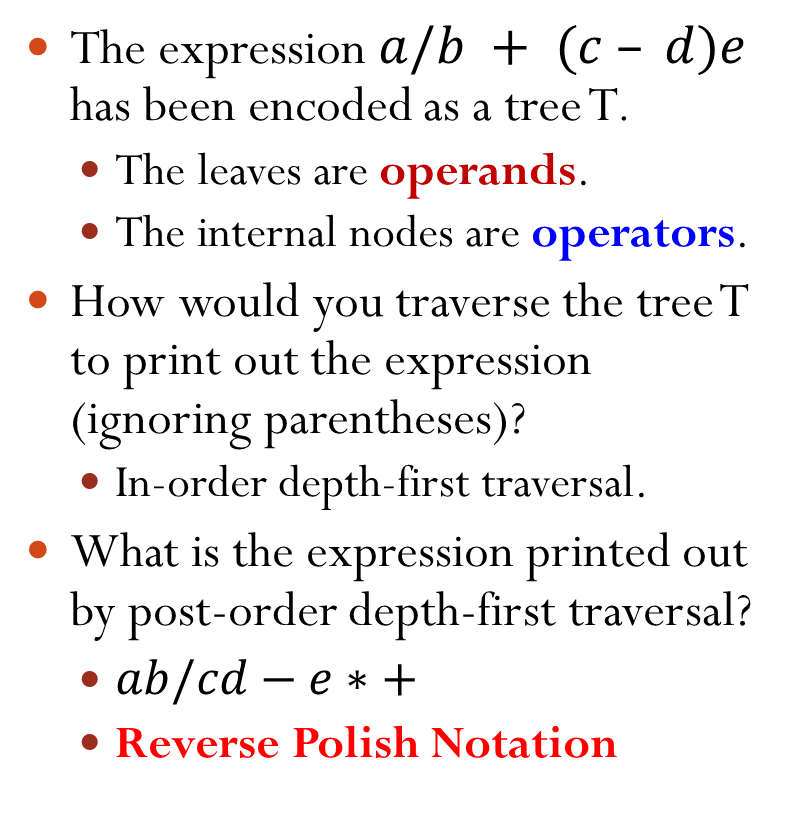 • The expression a/b + (c – d)e
has been encoded as a tree T.
• The leaves are operands.
• The internal nodes are operators.
• How would you traverse the tree T
to print out the expression
(ignoring parentheses)?
• In-order depth-first traversal.
• What is the expression printed out
by post-order depth-first traversal?
• ab/cd − e ∗ +
• Reverse Polish Notation